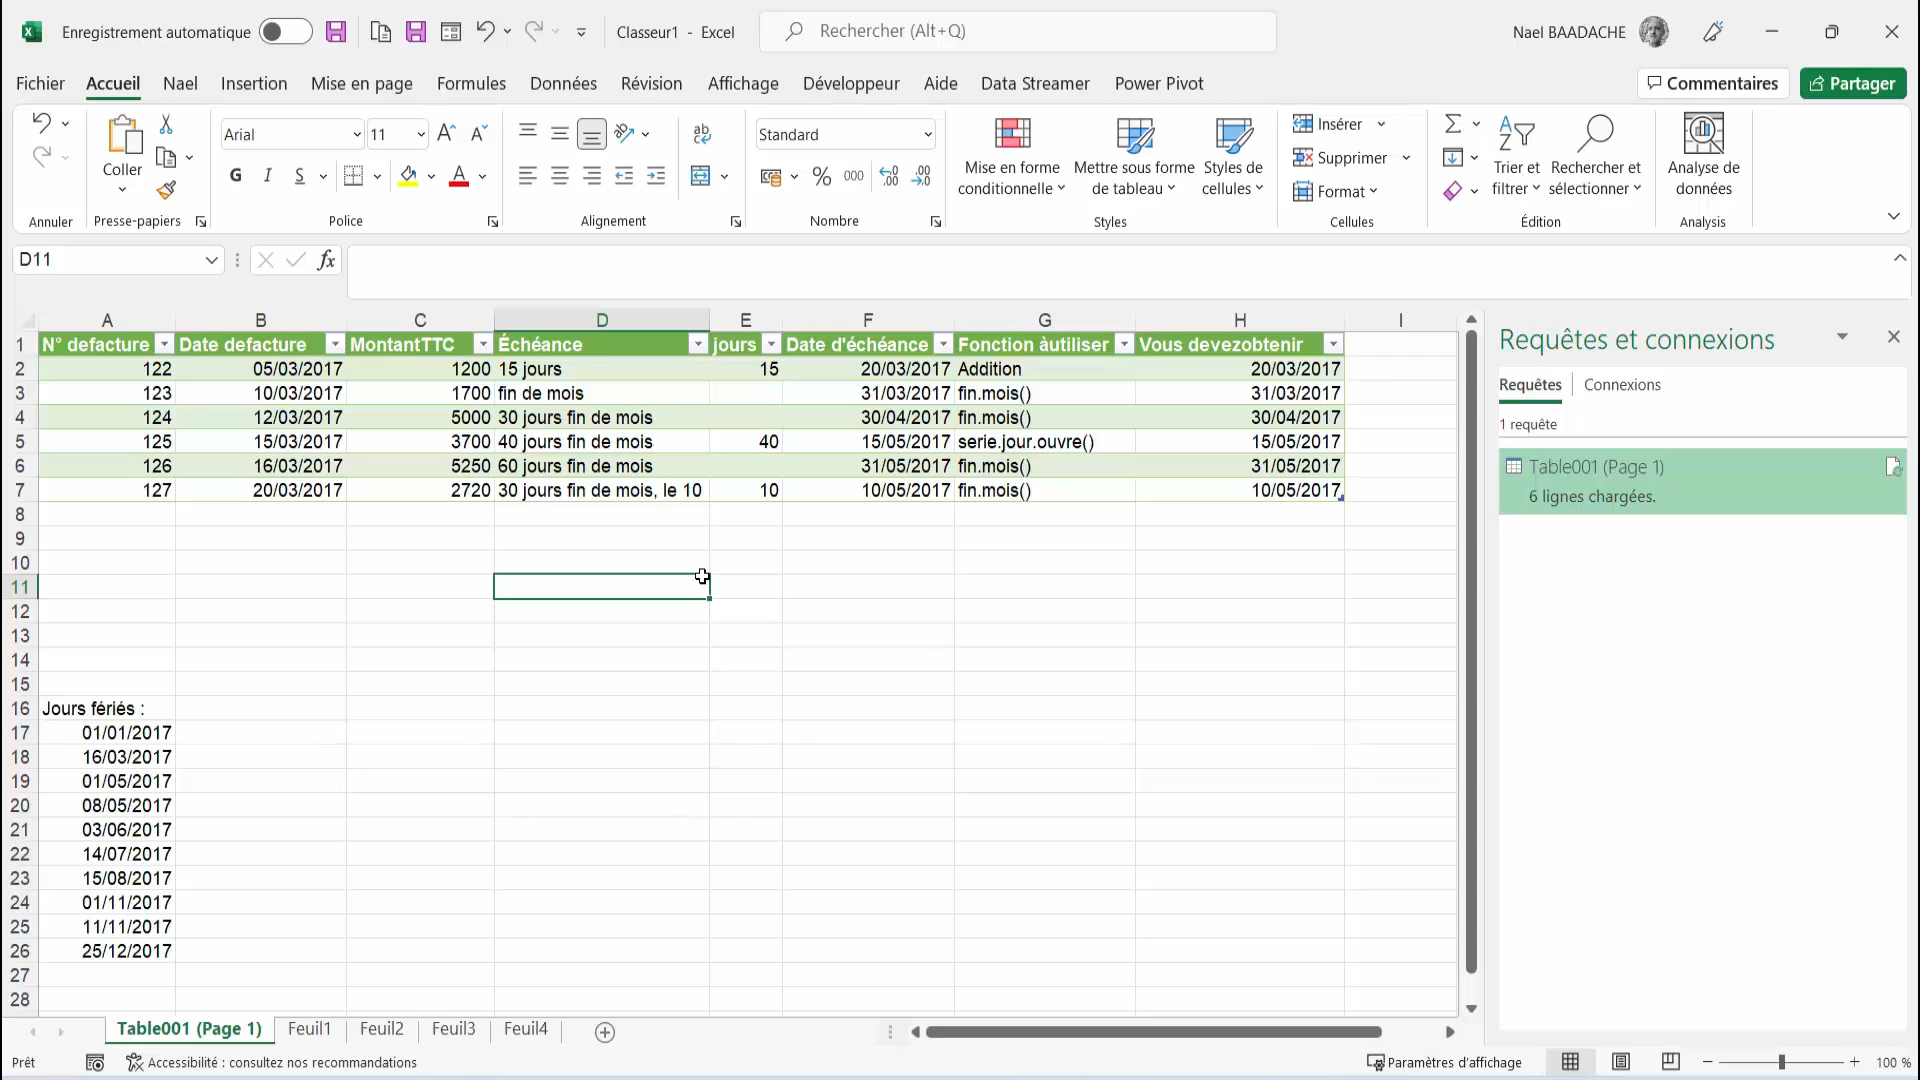 Enregistrement automatique Classeur1 - Excel Rechercher (Alt+Q) Nael BAADACHE
Fichier Accueil Nael Insertion Mise en page Formules Données Révision Affichage Développeur Aide Data Streamer Power Pivot Commentaires Partager
Coller
Arial 11
G I S A
ab
Standard
% 000
Mise en forme conditionnelle
Mettre sous forme de tableau
Styles de cellules
Insérer
Supprimer
Format
Trier et filtrer
Rechercher et sélectionner
Analyse de données
Annuler Presse-papiers Police Alignement Nombre Styles Cellules Édition Analysis
D11 fx
A B C D E F G H I
1 N° defacture Date defacture MontantTTC Échéance jours Date d'échéance Fonction àutiliser Vous devezobtenir
2 122 05/03/2017 1200 15 jours 15 20/03/2017 Addition 20/03/2017
3 123 10/03/2017 1700 fin de mois 31/03/2017 fin.mois() 31/03/2017
4 124 12/03/2017 5000 30 jours fin de mois 30/04/2017 fin.mois() 30/04/2017
5 125 15/03/2017 3700 40 jours fin de mois 40 15/05/2017 serie.jour.ouvre() 15/05/2017
6 126 16/03/2017 5250 60 jours fin de mois 31/05/2017 fin.mois() 31/05/2017
7 127 20/03/2017 2720 30 jours fin de mois, le 10 10 10/05/2017 fin.mois() 10/05/2017
8
9
10
11
12
13
14
15
16 Jours fériés :
17 01/01/2017
18 16/03/2017
19 01/05/2017
20 08/05/2017
21 03/06/2017
22 14/07/2017
23 15/08/2017
24 01/11/2017
25 11/11/2017
26 25/12/2017
27
28
Requêtes et connexions
Requêtes Connexions
1 requête
Table001 (Page 1)
6 lignes chargées.
Table001 (Page 1) Feuil1 Feuil2 Feuil3 Feuil4
Prêt Accessibilité : consultez nos recommandations Paramètres d'affichage 100 %